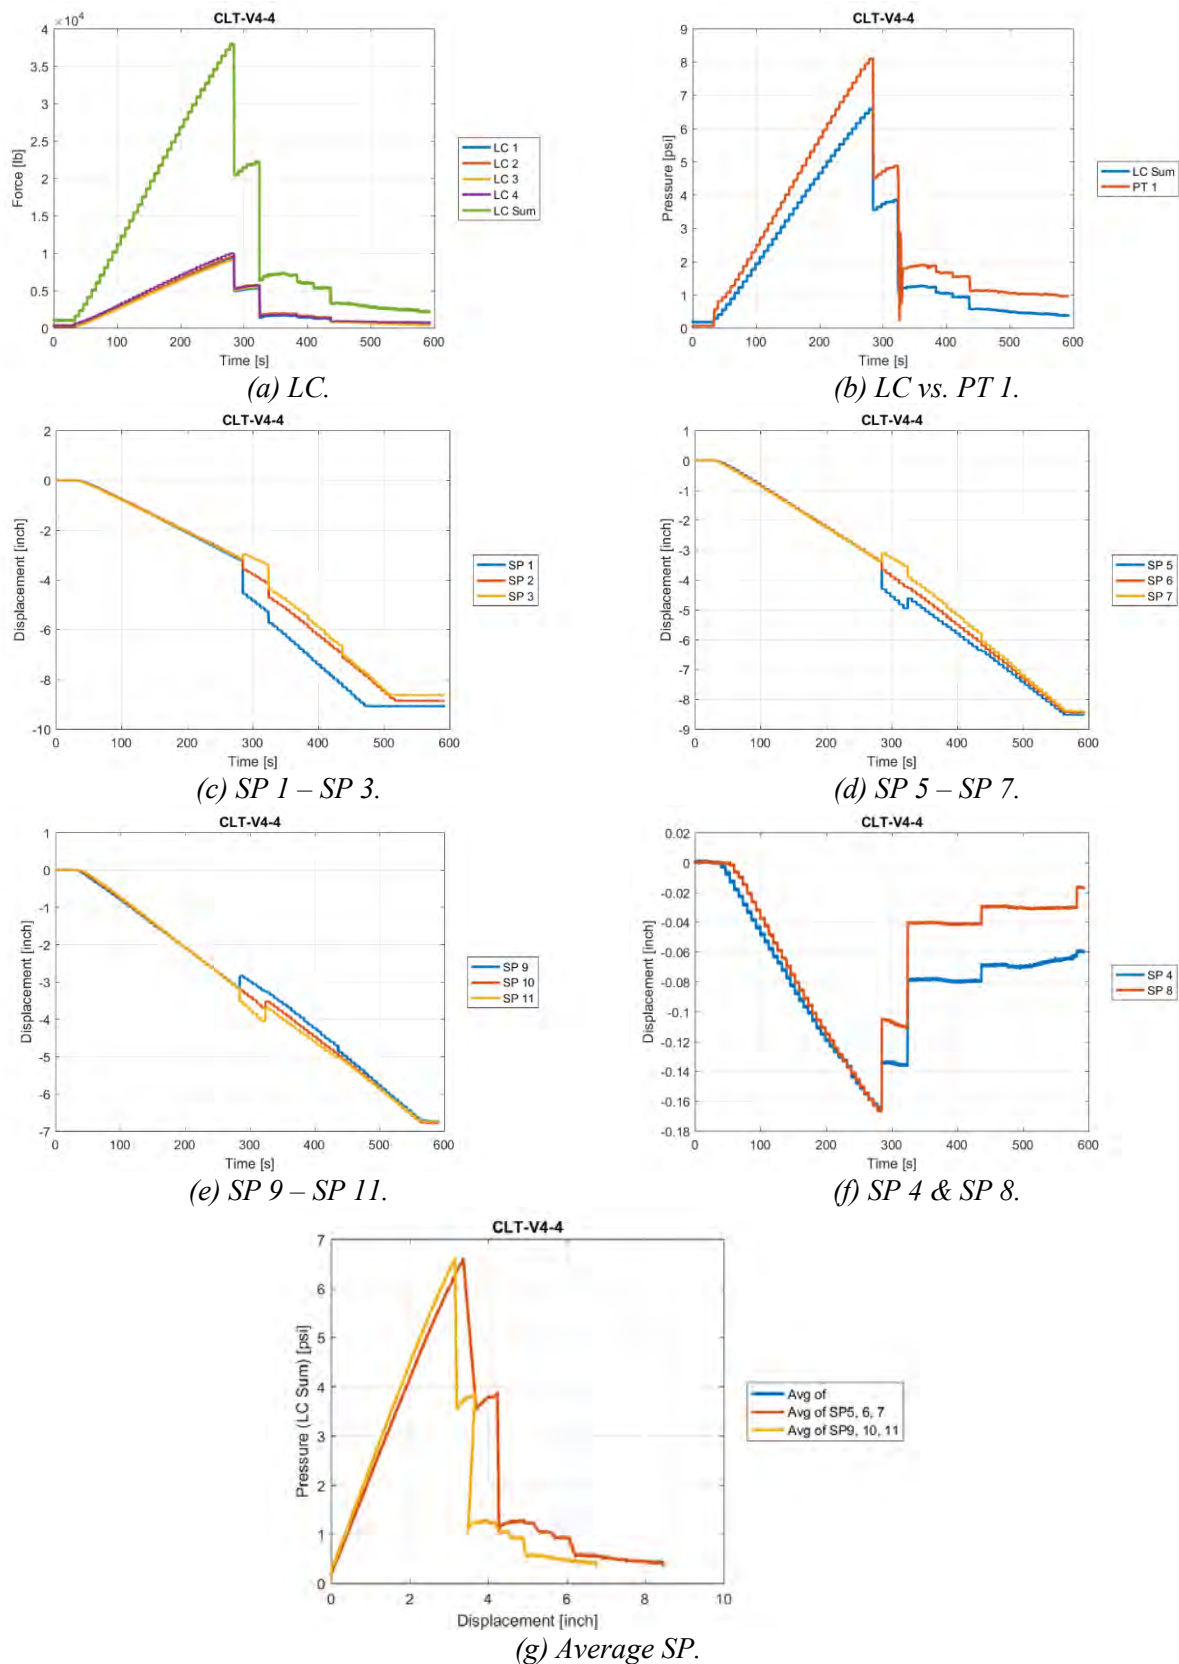 CLT-V4-4
×10⁴
4
3.5
3
2.5
2
1.5
1
0.5
0
Force [lb]
0 100 200 300 400 500 600
Time [s]
LC 1
LC 2
LC 3
LC 4
LC Sum
(a) LC.
CLT-V4-4
9
8
7
6
5
4
3
2
1
0
Pressure [psi]
0 100 200 300 400 500 600
Time [s]
LC Sum
PT 1
(b) LC vs. PT 1.
CLT-V4-4
2
0
-2
-4
-6
-8
-10
Displacement [inch]
0 100 200 300 400 500 600
Time [s]
SP 1
SP 2
SP 3
(c) SP 1 – SP 3.
CLT-V4-4
1
0
-1
-2
-3
-4
-5
-6
-7
-8
-9
Displacement [inch]
0 100 200 300 400 500 600
Time [s]
SP 5
SP 6
SP 7
(d) SP 5 – SP 7.
CLT-V4-4
1
0
-1
-2
-3
-4
-5
-6
-7
Displacement [inch]
0 100 200 300 400 500 600
Time [s]
SP 9
SP 10
SP 11
(e) SP 9 – SP 11.
CLT-V4-4
0.02
0
-0.02
-0.04
-0.06
-0.08
-0.1
-0.12
-0.14
-0.16
-0.18
Displacement [inch]
0 100 200 300 400 500 600
Time [s]
SP 4
SP 8
(f) SP 4 & SP 8.
CLT-V4-4
7
6
5
4
3
2
1
0
Pressure (LC Sum) [psi]
0 2 4 6 8 10
Displacement [inch]
Avg of
Avg of SP5, 6, 7
Avg of SP9, 10, 11
(g) Average SP.